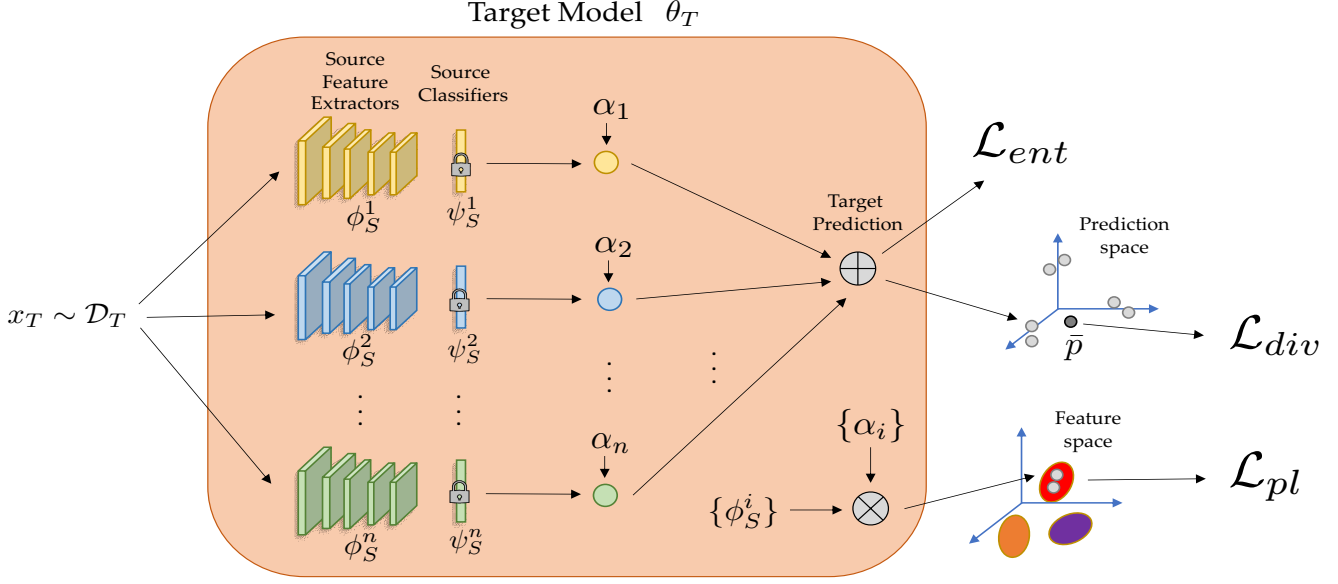 Target Model θ_T
Source
Feature
Extractors
Source
Classifiers
α_1
ϕ_S^1
ψ_S^1
α_2
ϕ_S^2
ψ_S^2
x_T ∼ 𝒟_T
⋮
⋮
⋮
⋮
α_n
ϕ_S^n
ψ_S^n
Target
Prediction
{α_i}
{ϕ_S^i}
ℒ_ent
Prediction
space
p̄
ℒ_div
Feature
space
ℒ_pl